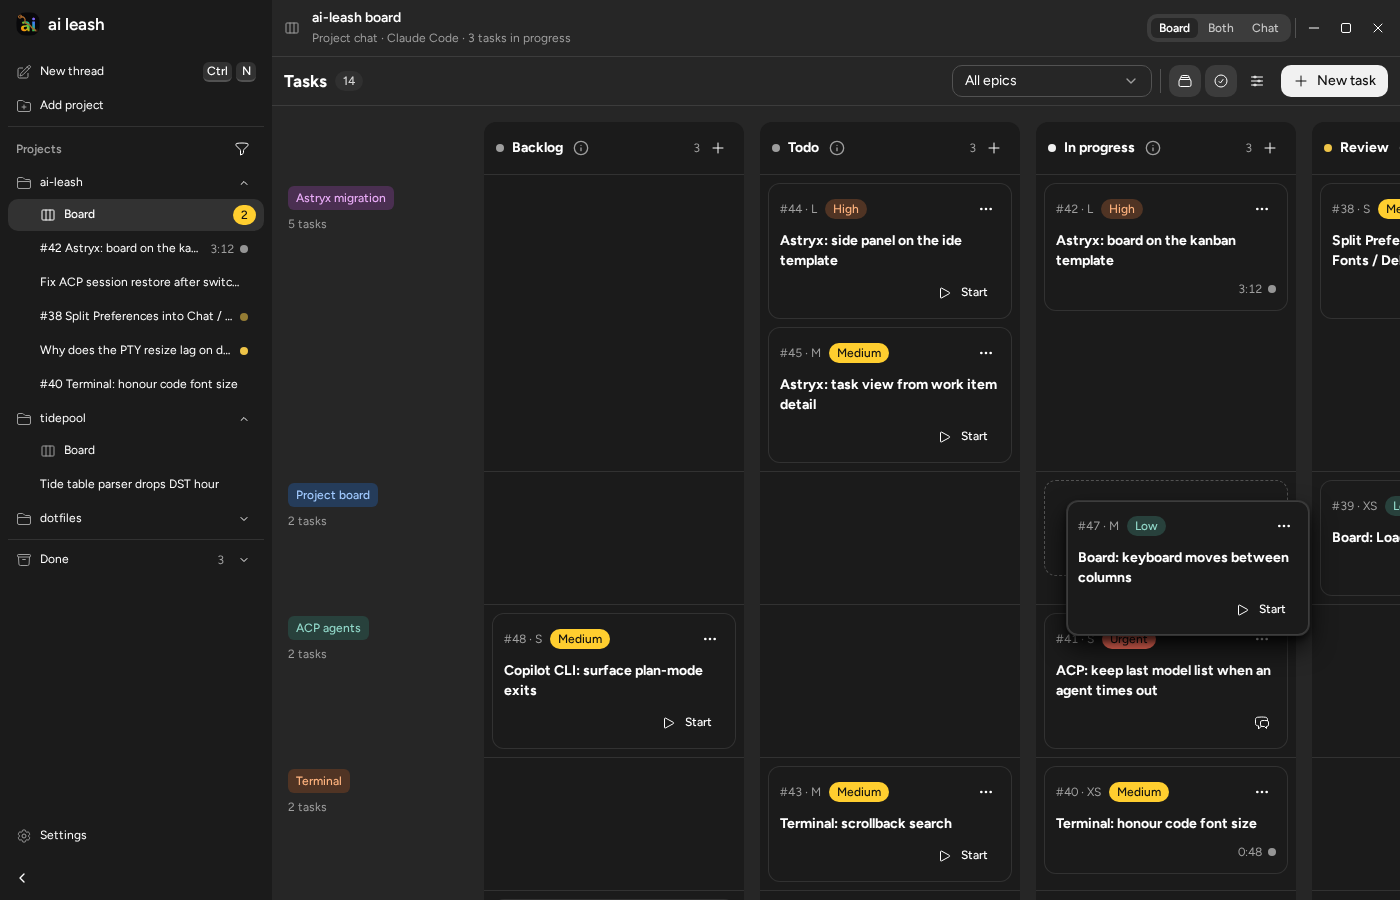 ai leash
New thread Ctrl N
Add project
Projects
ai-leash
Board 2
#42 Astryx: board on the ka... 3:12
Fix ACP session restore after switc...
#38 Split Preferences into Chat / ...
Why does the PTY resize lag on d...
#40 Terminal: honour code font size
tidepool
Board
Tide table parser drops DST hour
dotfiles
Done 3
Settings
ai-leash board
Project chat · Claude Code · 3 tasks in progress
Board Both Chat
Tasks 14
All epics
New task
Backlog 3
Todo 3
In progress 3
Review
Astryx migration
5 tasks
#44 · L High
Astryx: side panel on the ide
template
Start
#45 · M Medium
Astryx: task view from work item
detail
Start
#42 · L High
Astryx: board on the kanban
template
3:12
#38 · S Me
Split Prefe
Fonts / De
Project board
2 tasks
#47 · M Low
Board: keyboard moves between
columns
Start
#39 · XS
Board: Loa
ACP agents
2 tasks
#48 · S Medium
Copilot CLI: surface plan-mode
exits
Start
#41 · S Urgent
ACP: keep last model list when an
agent times out
Terminal
2 tasks
#43 · M Medium
Terminal: scrollback search
Start
#40 · XS Medium
Terminal: honour code font size
0:48